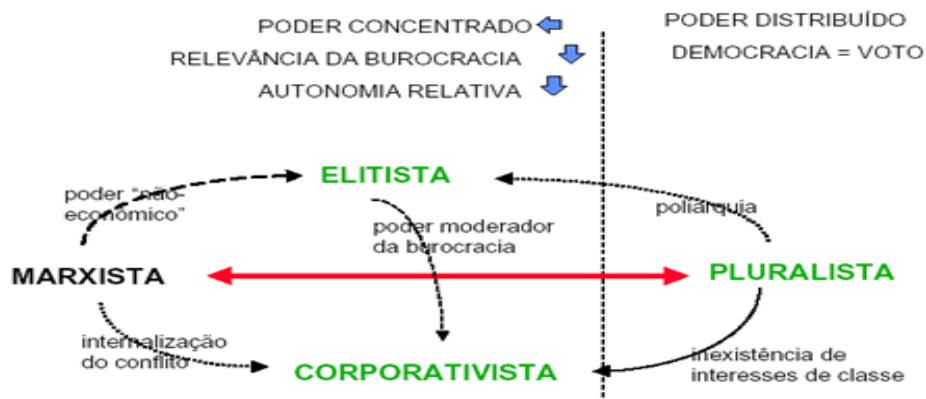 PODER CONCENTRADO
RELEVÂNCIA DA BUROCRACIA
AUTONOMIA RELATIVA
PODER DISTRIBUÍDO
DEMOCRACIA = VOTO
ELITISTA
poder "não-
econômico"
poliarquia
poder moderador
da burocracia
MARXISTA
PLURALISTA
internalização
do conflito
CORPORATIVISTA
inexistência de
interesses de classe